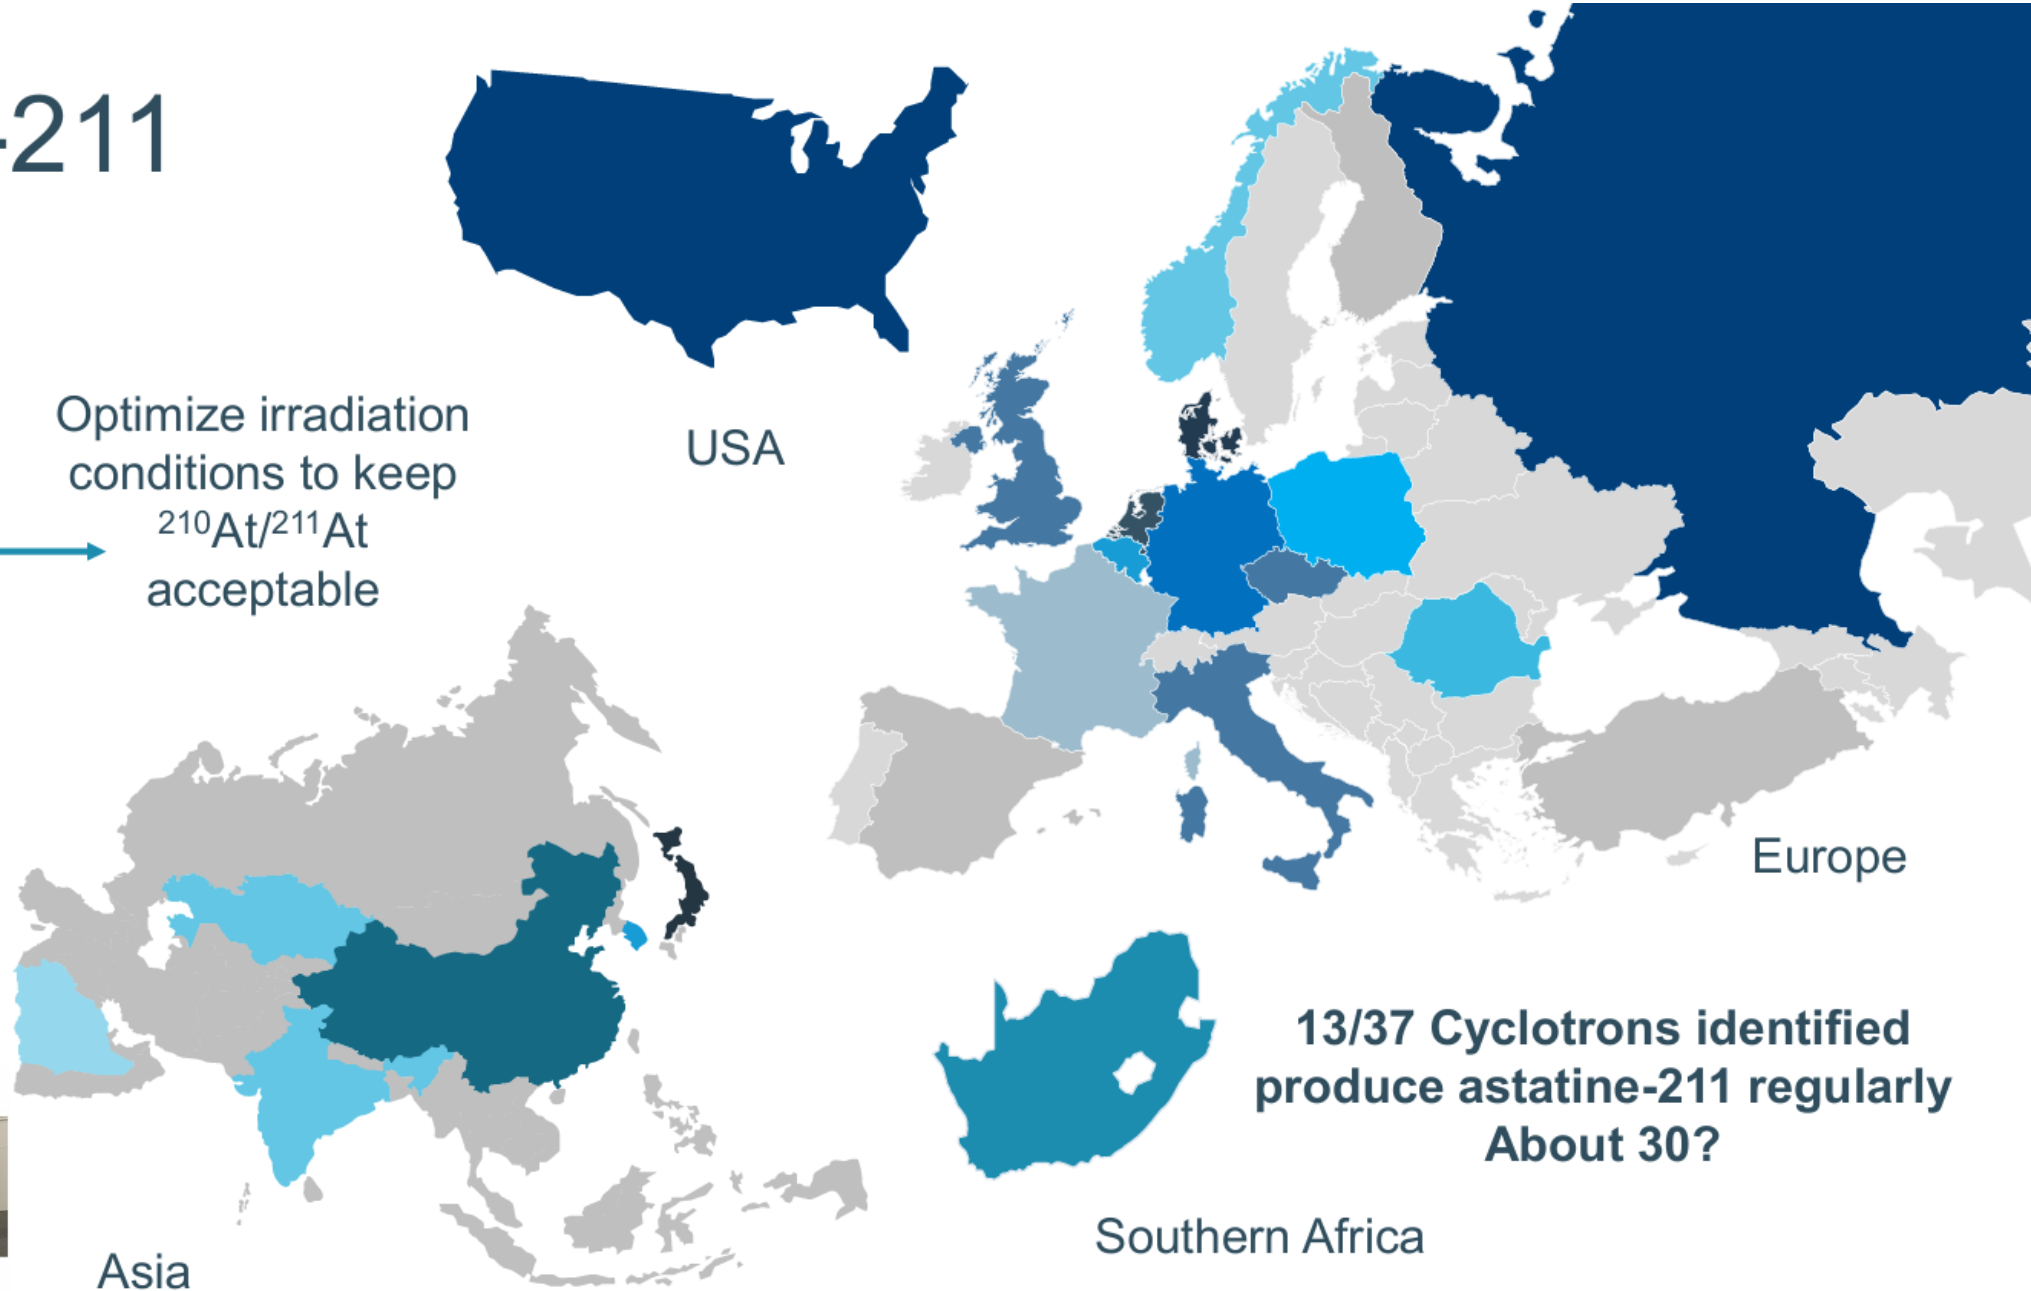 -211
Optimize irradiation
conditions to keep
²¹⁰At/²¹¹At
acceptable
USA
Europe
13/37 Cyclotrons identified
produce astatine-211 regularly
About 30?
Southern Africa
Asia